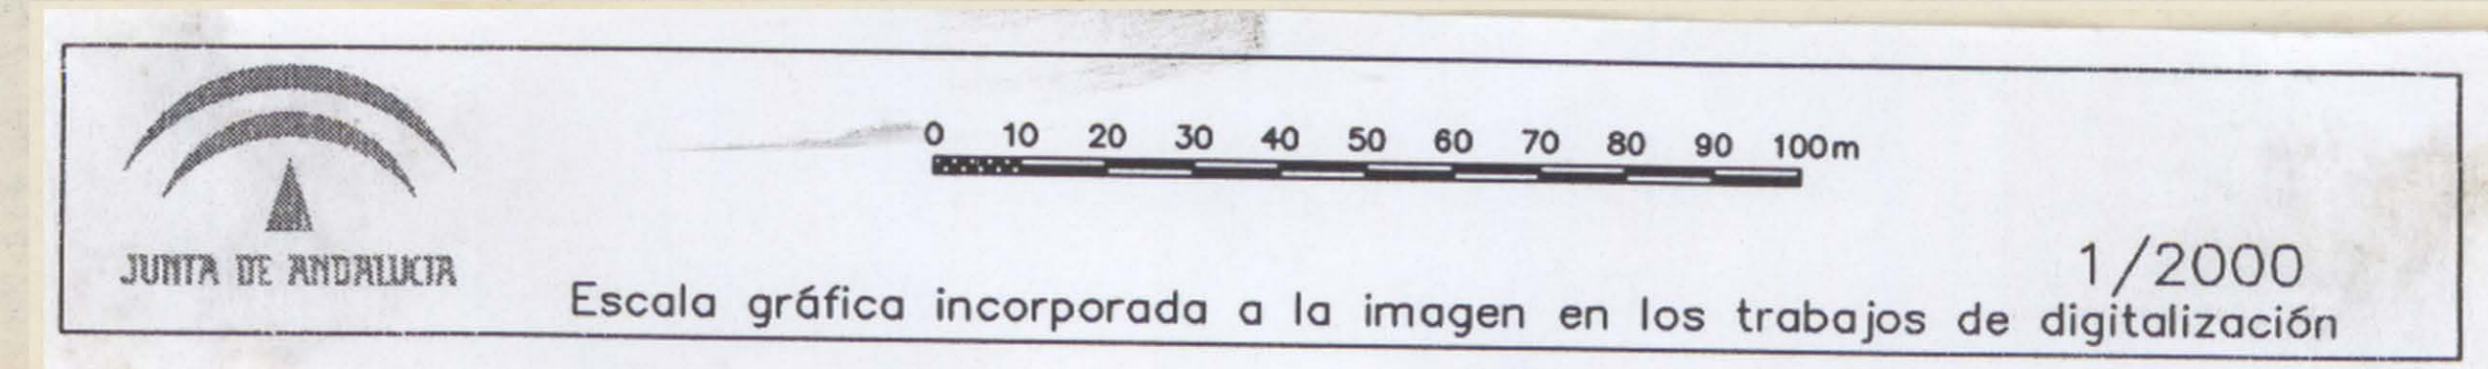 0 10 20 30 40 50 60 70 80 90 100m
JUNTA DE ANDALUCIA
1/2000
Escala gráfica incorporada a la imagen en los trabajos de digitalización